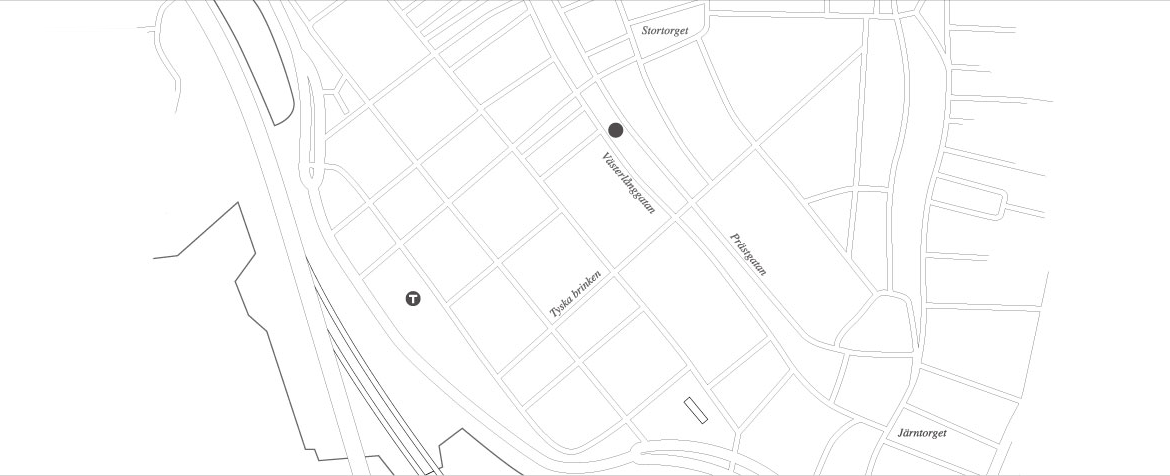 Stortorget
Västerlånggatan
Prästgatan
Tyska brinken
T
Järntorget